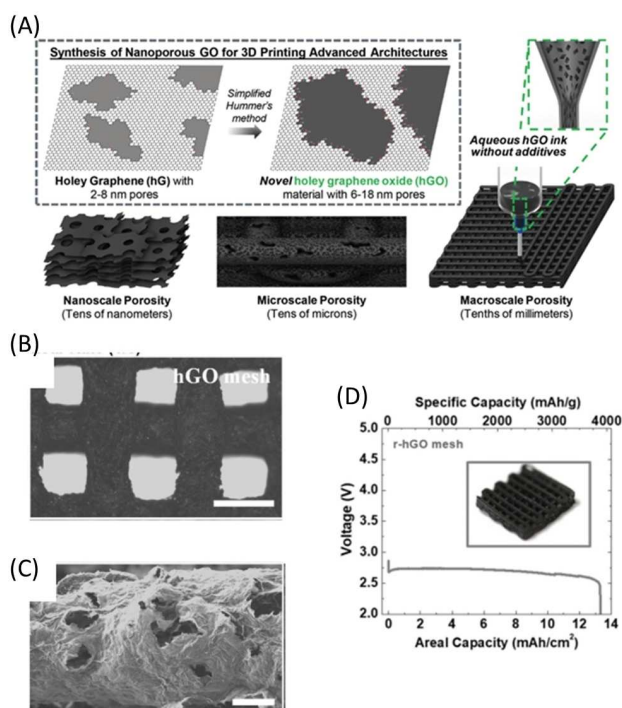 (A)
Synthesis of Nanoporous GO for 3D Printing Advanced Architectures
Simplified
Hummer's
method
Holey Graphene (hG) with
2-8 nm pores
Novel holey graphene oxide (hGO)
material with 6-18 nm pores
Aqueous hGO ink
without additives
Nanoscale Porosity
(Tens of nanometers)
Microscale Porosity
(Tens of microns)
Macroscale Porosity
(Tenths of millimeters)
(B)
hGO mesh
(C)
(D)
Specific Capacity (mAh/g)
0 1000 2000 3000 4000
r-hGO mesh
Voltage (V)
5.0
4.5
4.0
3.5
3.0
2.5
2.0
0 2 4 6 8 10 12 14
Areal Capacity (mAh/cm²)